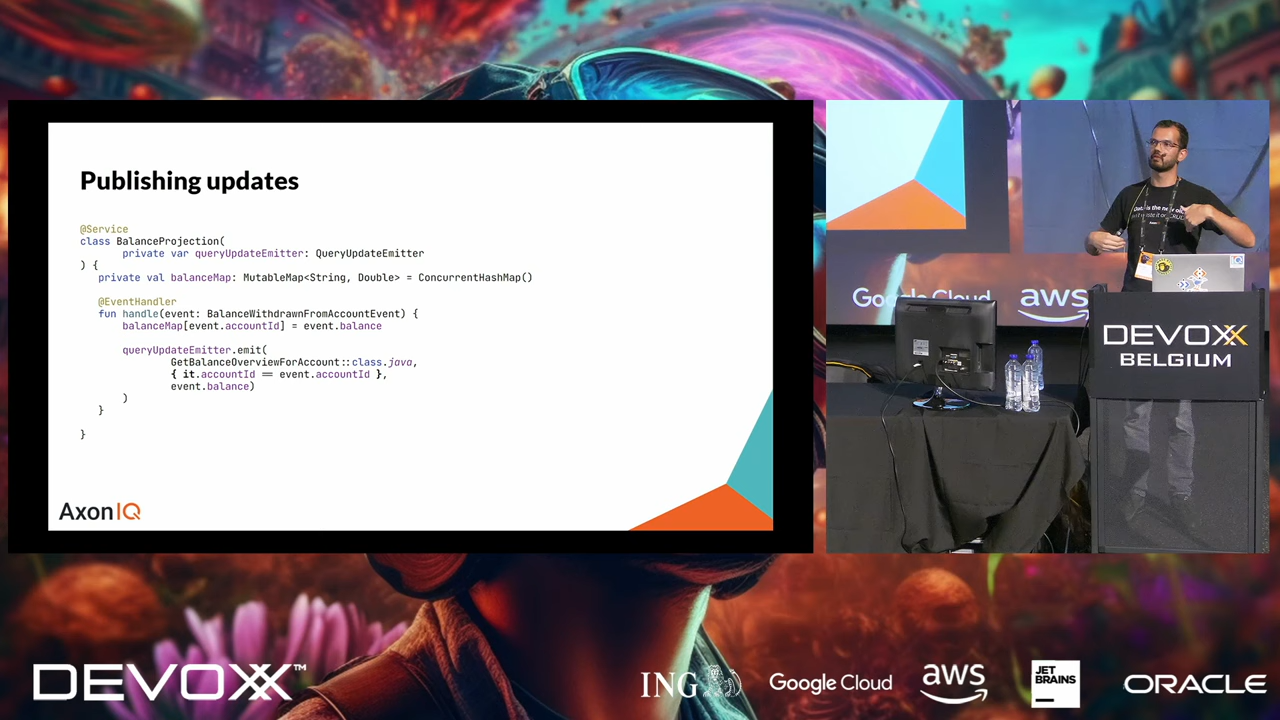 Publishing updates
@Service
class BalanceProjection(
private var queryUpdateEmitter: QueryUpdateEmitter
) {
private val balanceMap: MutableMap<String, Double> = ConcurrentHashMap()
@EventHandler
fun handle(event: BalanceWithdrawnFromAccountEvent) {
balanceMap[event.accountId] = event.balance
queryUpdateEmitter.emit(
GetBalanceOverviewForAccount::class.java,
{ it.accountId == event.accountId },
event.balance)
)
}
}
AxonIQ
Google Cloud
aws
DEVOXX
BELGIUM
DEVOXX™
ING
Google Cloud
aws
JET
BRAINS
ORACLE